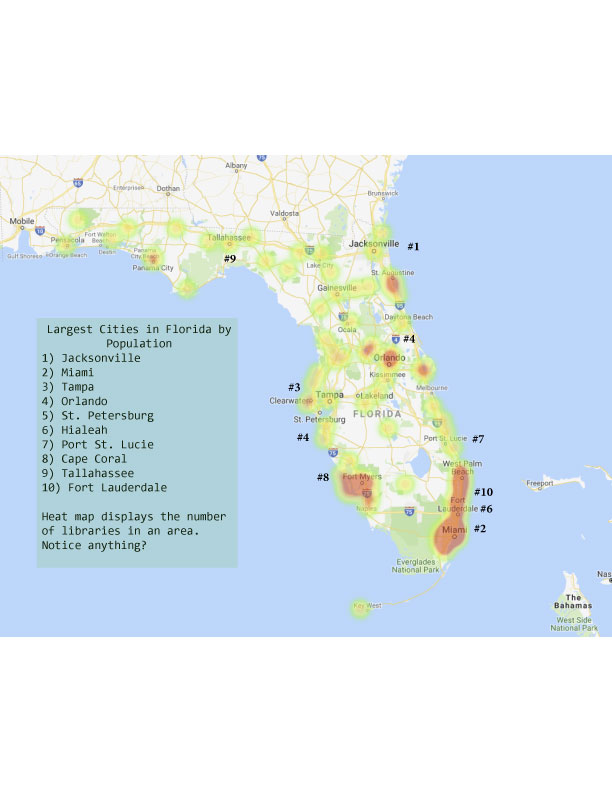 Albany
Enterprise
Dothan
Brunswick
Valdosta
Mobile
Pensacola
Fort Walton
Beach
Destin
Gulf Shores
Orange Beach
Panama
City Beach
Panama City
Tallahassee
#9
Jacksonville
#1
Lake City
St. Augustine
Gainesville
Daytona Beach
Ocala
#4
Orlando
Kissimmee
Melbourne
#3
Clearwater
Tampa
Lakeland
FLORIDA
St. Petersburg
#4
Port St. Lucie
#7
West Palm
Beach
#8
Fort Myers
#10
Naples
Fort
Lauderdale
#6
Miami
#2
Freeport
Everglades
National Park
Key West
Nas
The
Bahamas
West Side
National Park
Largest Cities in Florida by
Population
1) Jacksonville
2) Miami
3) Tampa
4) Orlando
5) St. Petersburg
6) Hialeah
7) Port St. Lucie
8) Cape Coral
9) Tallahassee
10) Fort Lauderdale
Heat map displays the number
of libraries in an area.
Notice anything?